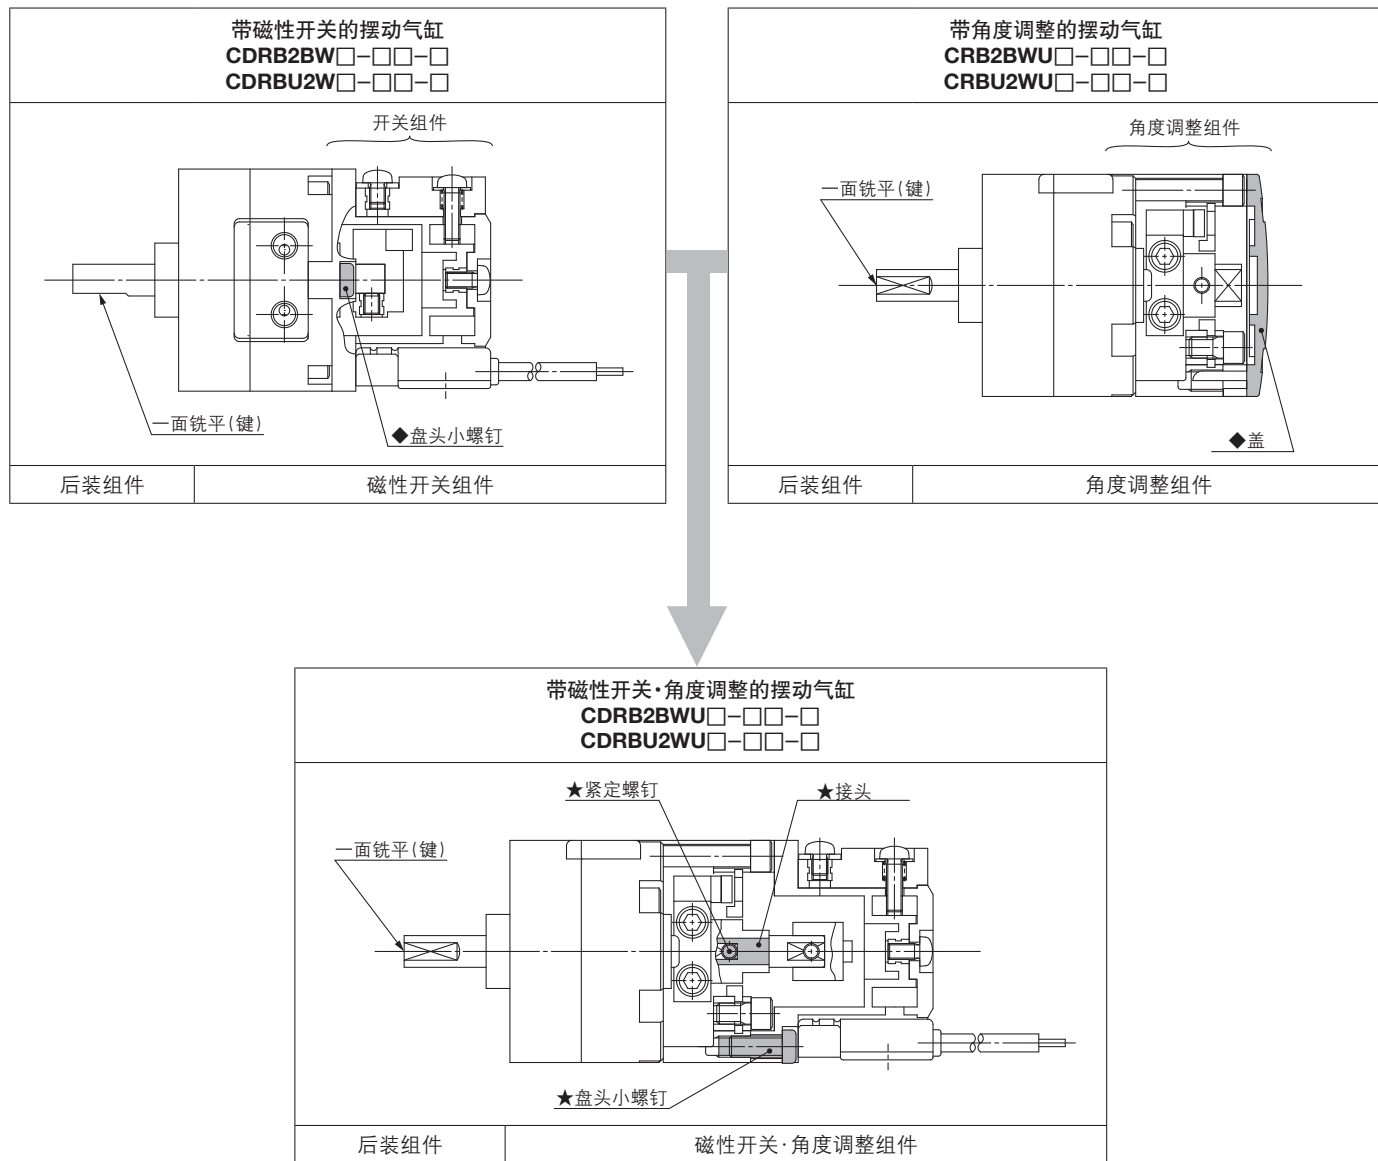 带磁性开关的摆动气缸
CDRB2BW□-□□-□
CDRBU2W□-□□-□
开关组件
一面铣平(键)
◆盘头小螺钉
后装组件
磁性开关组件
带角度调整的摆动气缸
CRB2BWU□-□□-□
CRBU2WU□-□□-□
角度调整组件
一面铣平(键)
◆盖
后装组件
角度调整组件
带磁性开关·角度调整的摆动气缸
CDRB2BWU□-□□-□
CDRBU2WU□-□□-□
★紧定螺钉
★接头
一面铣平(键)
★盘头小螺钉
后装组件
磁性开关·角度调整组件